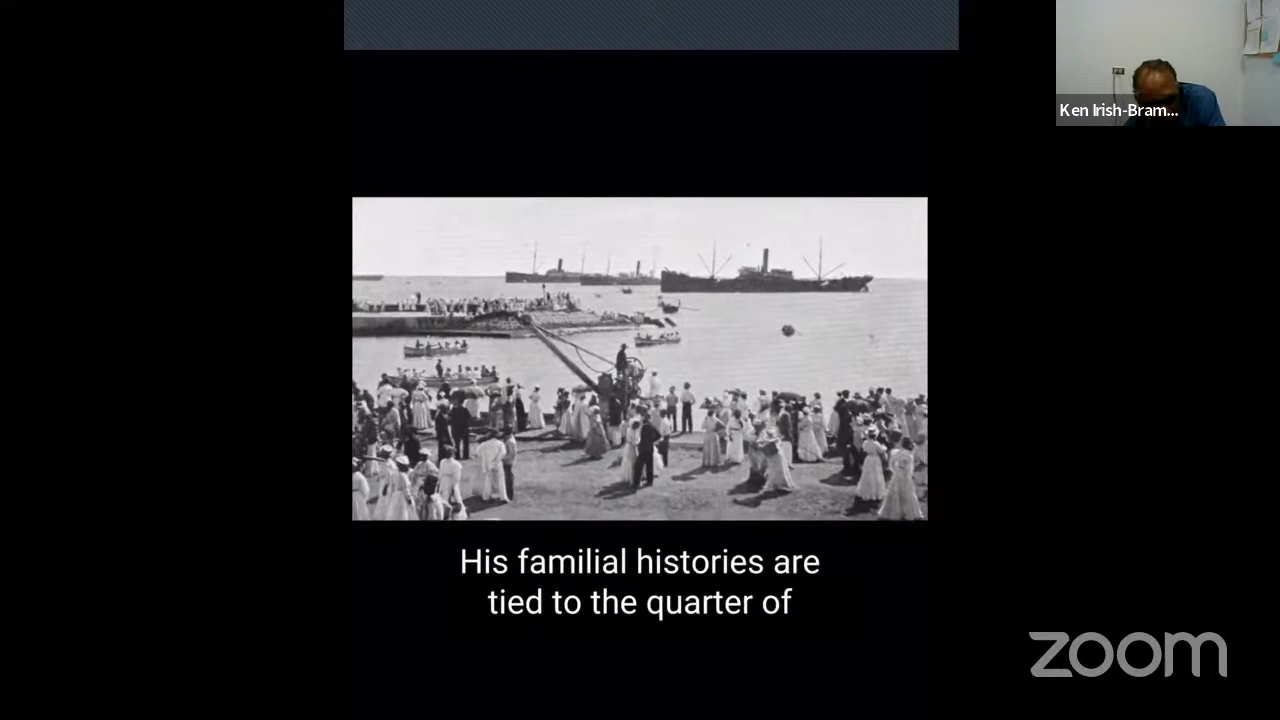 Ken Irish-Bram...
His familial histories are
tied to the quarter of
zoom